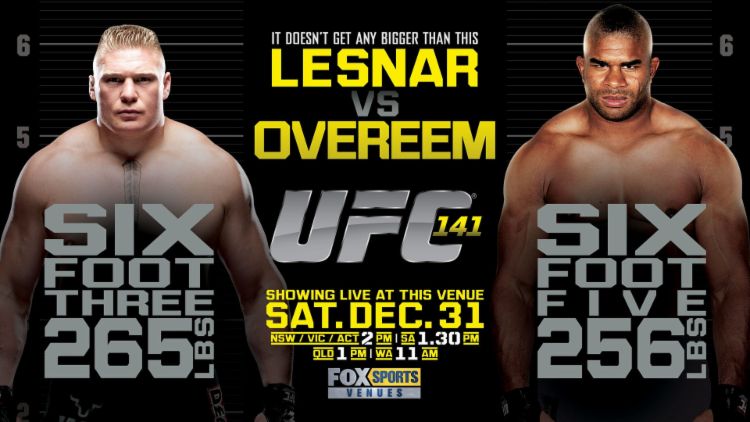 IT DOESN'T GET ANY BIGGER THAN THIS
LESNAR
VS
OVEREEM
UFC® 141
SHOWING LIVE AT THIS VENUE
SAT. DEC. 31
NSW / VIC / ACT 2 PM | SA 1.30 PM
QLD 1 PM | WA 11 AM
FOX SPORTS
VENUES
6
5
2
SIX
FOOT
THREE
265 LBS
6
5
2
SIX
FOOT
FIVE
256 LBS